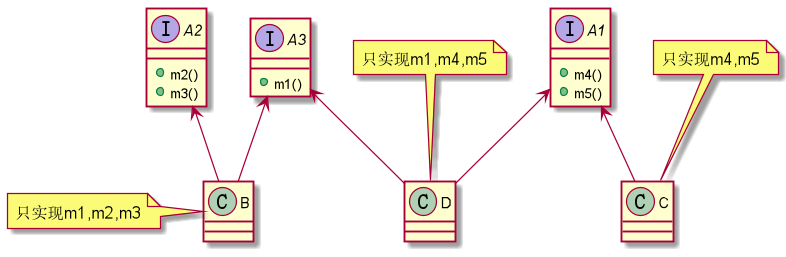 I A2
m2()
m3()
I A3
m1()
只实现m1,m4,m5
I A1
m4()
m5()
只实现m4,m5
只实现m1,m2,m3
C B
C D
C C